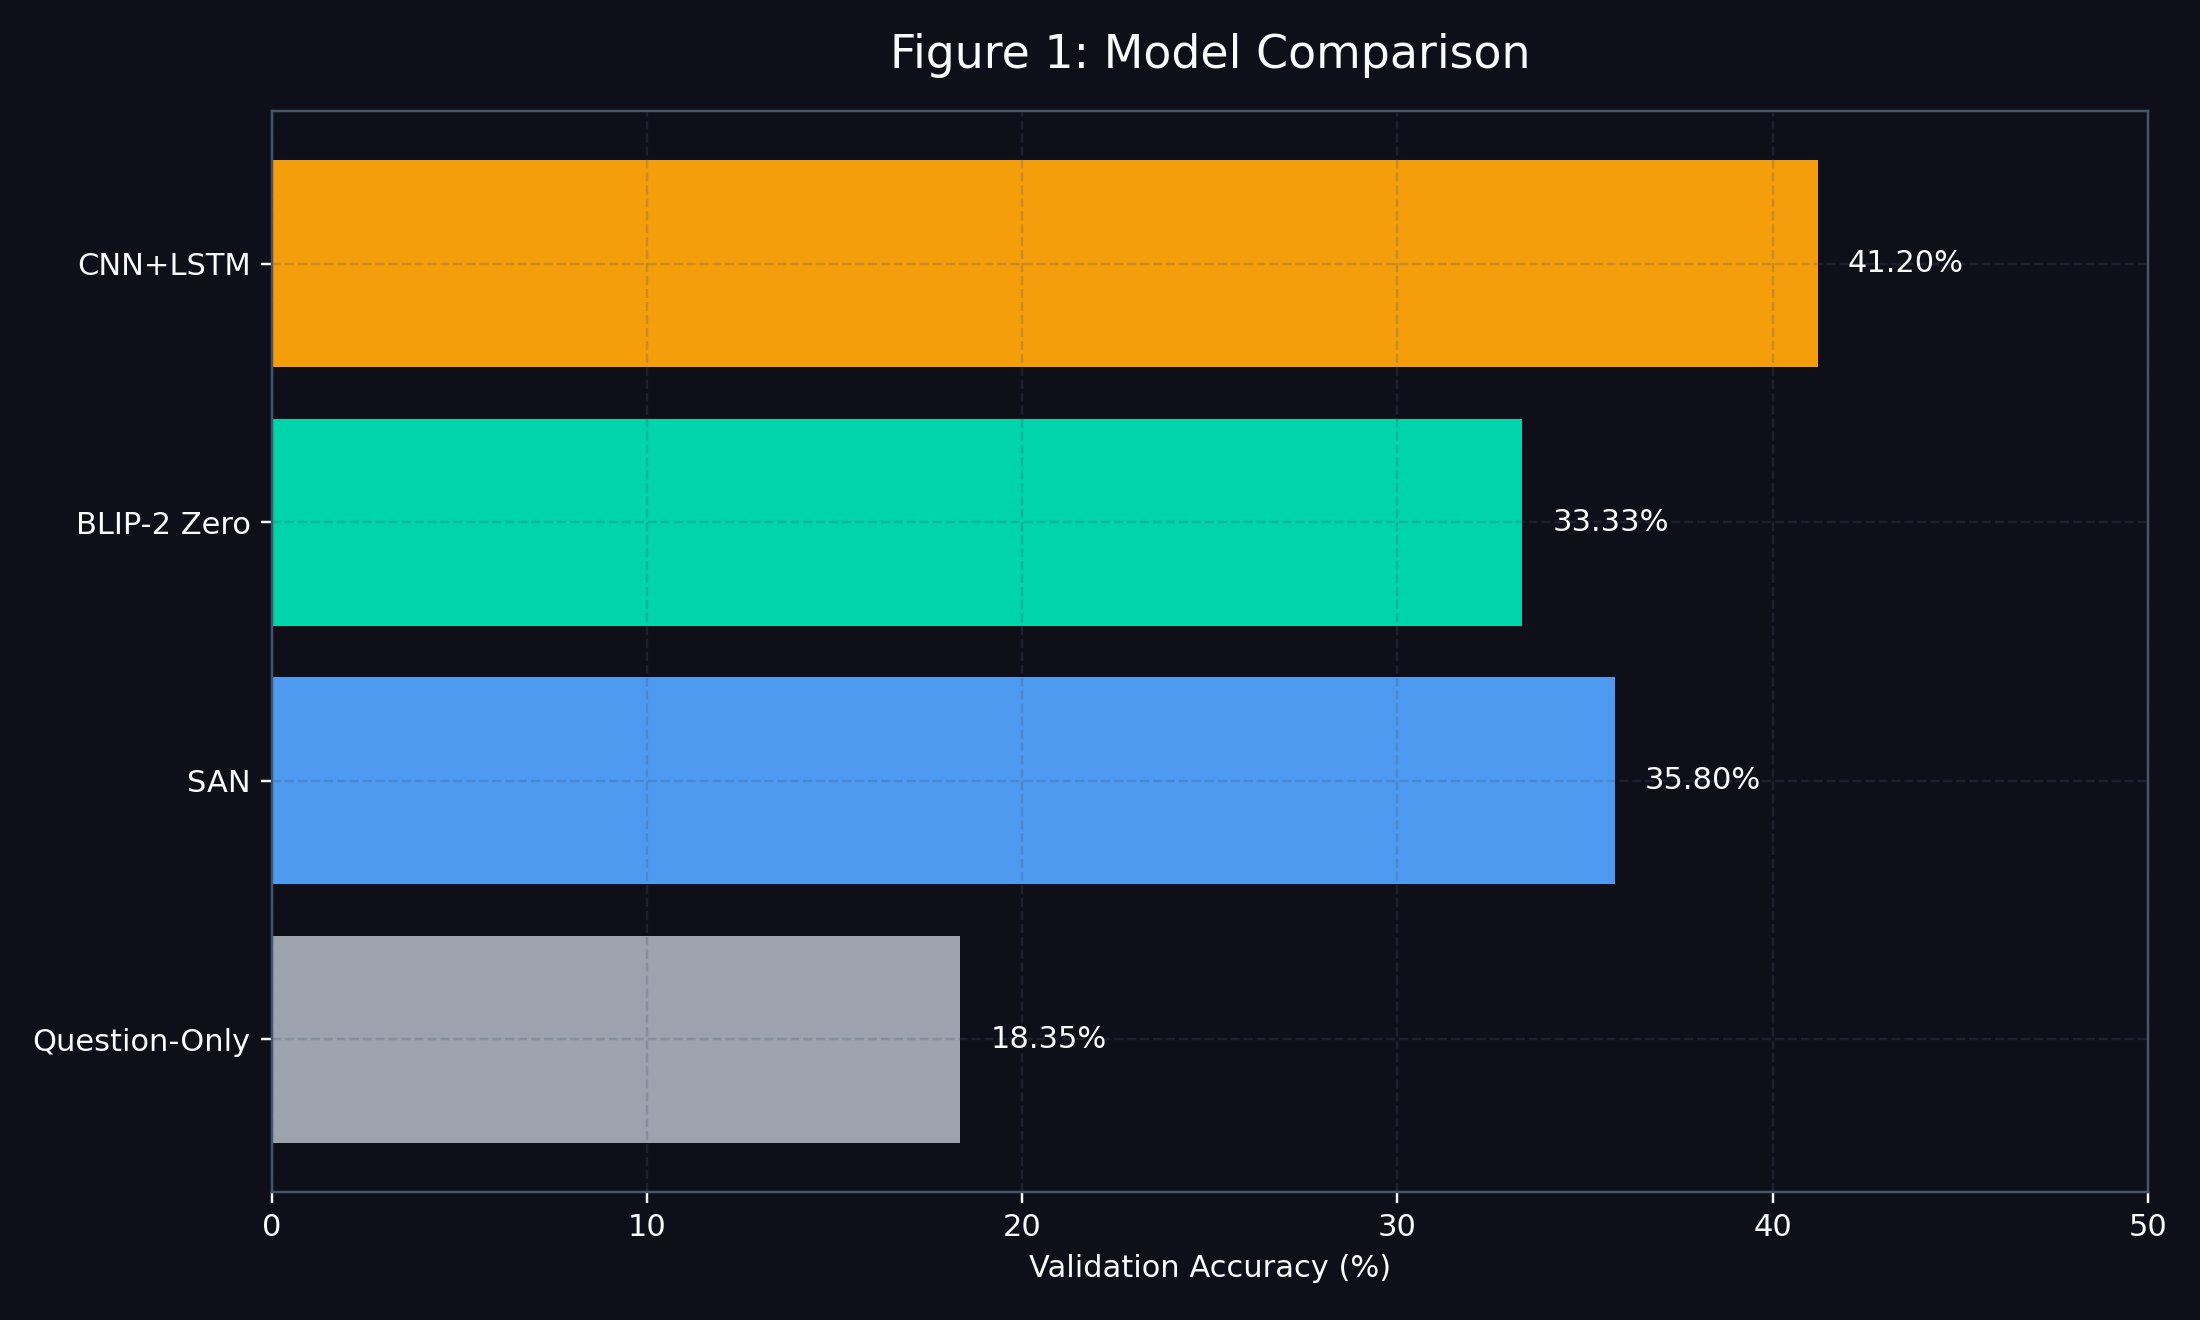 Figure 1: Model Comparison
CNN+LSTM
41.20%
BLIP-2 Zero
33.33%
SAN
35.80%
Question-Only
18.35%
0 10 20 30 40 50
Validation Accuracy (%)